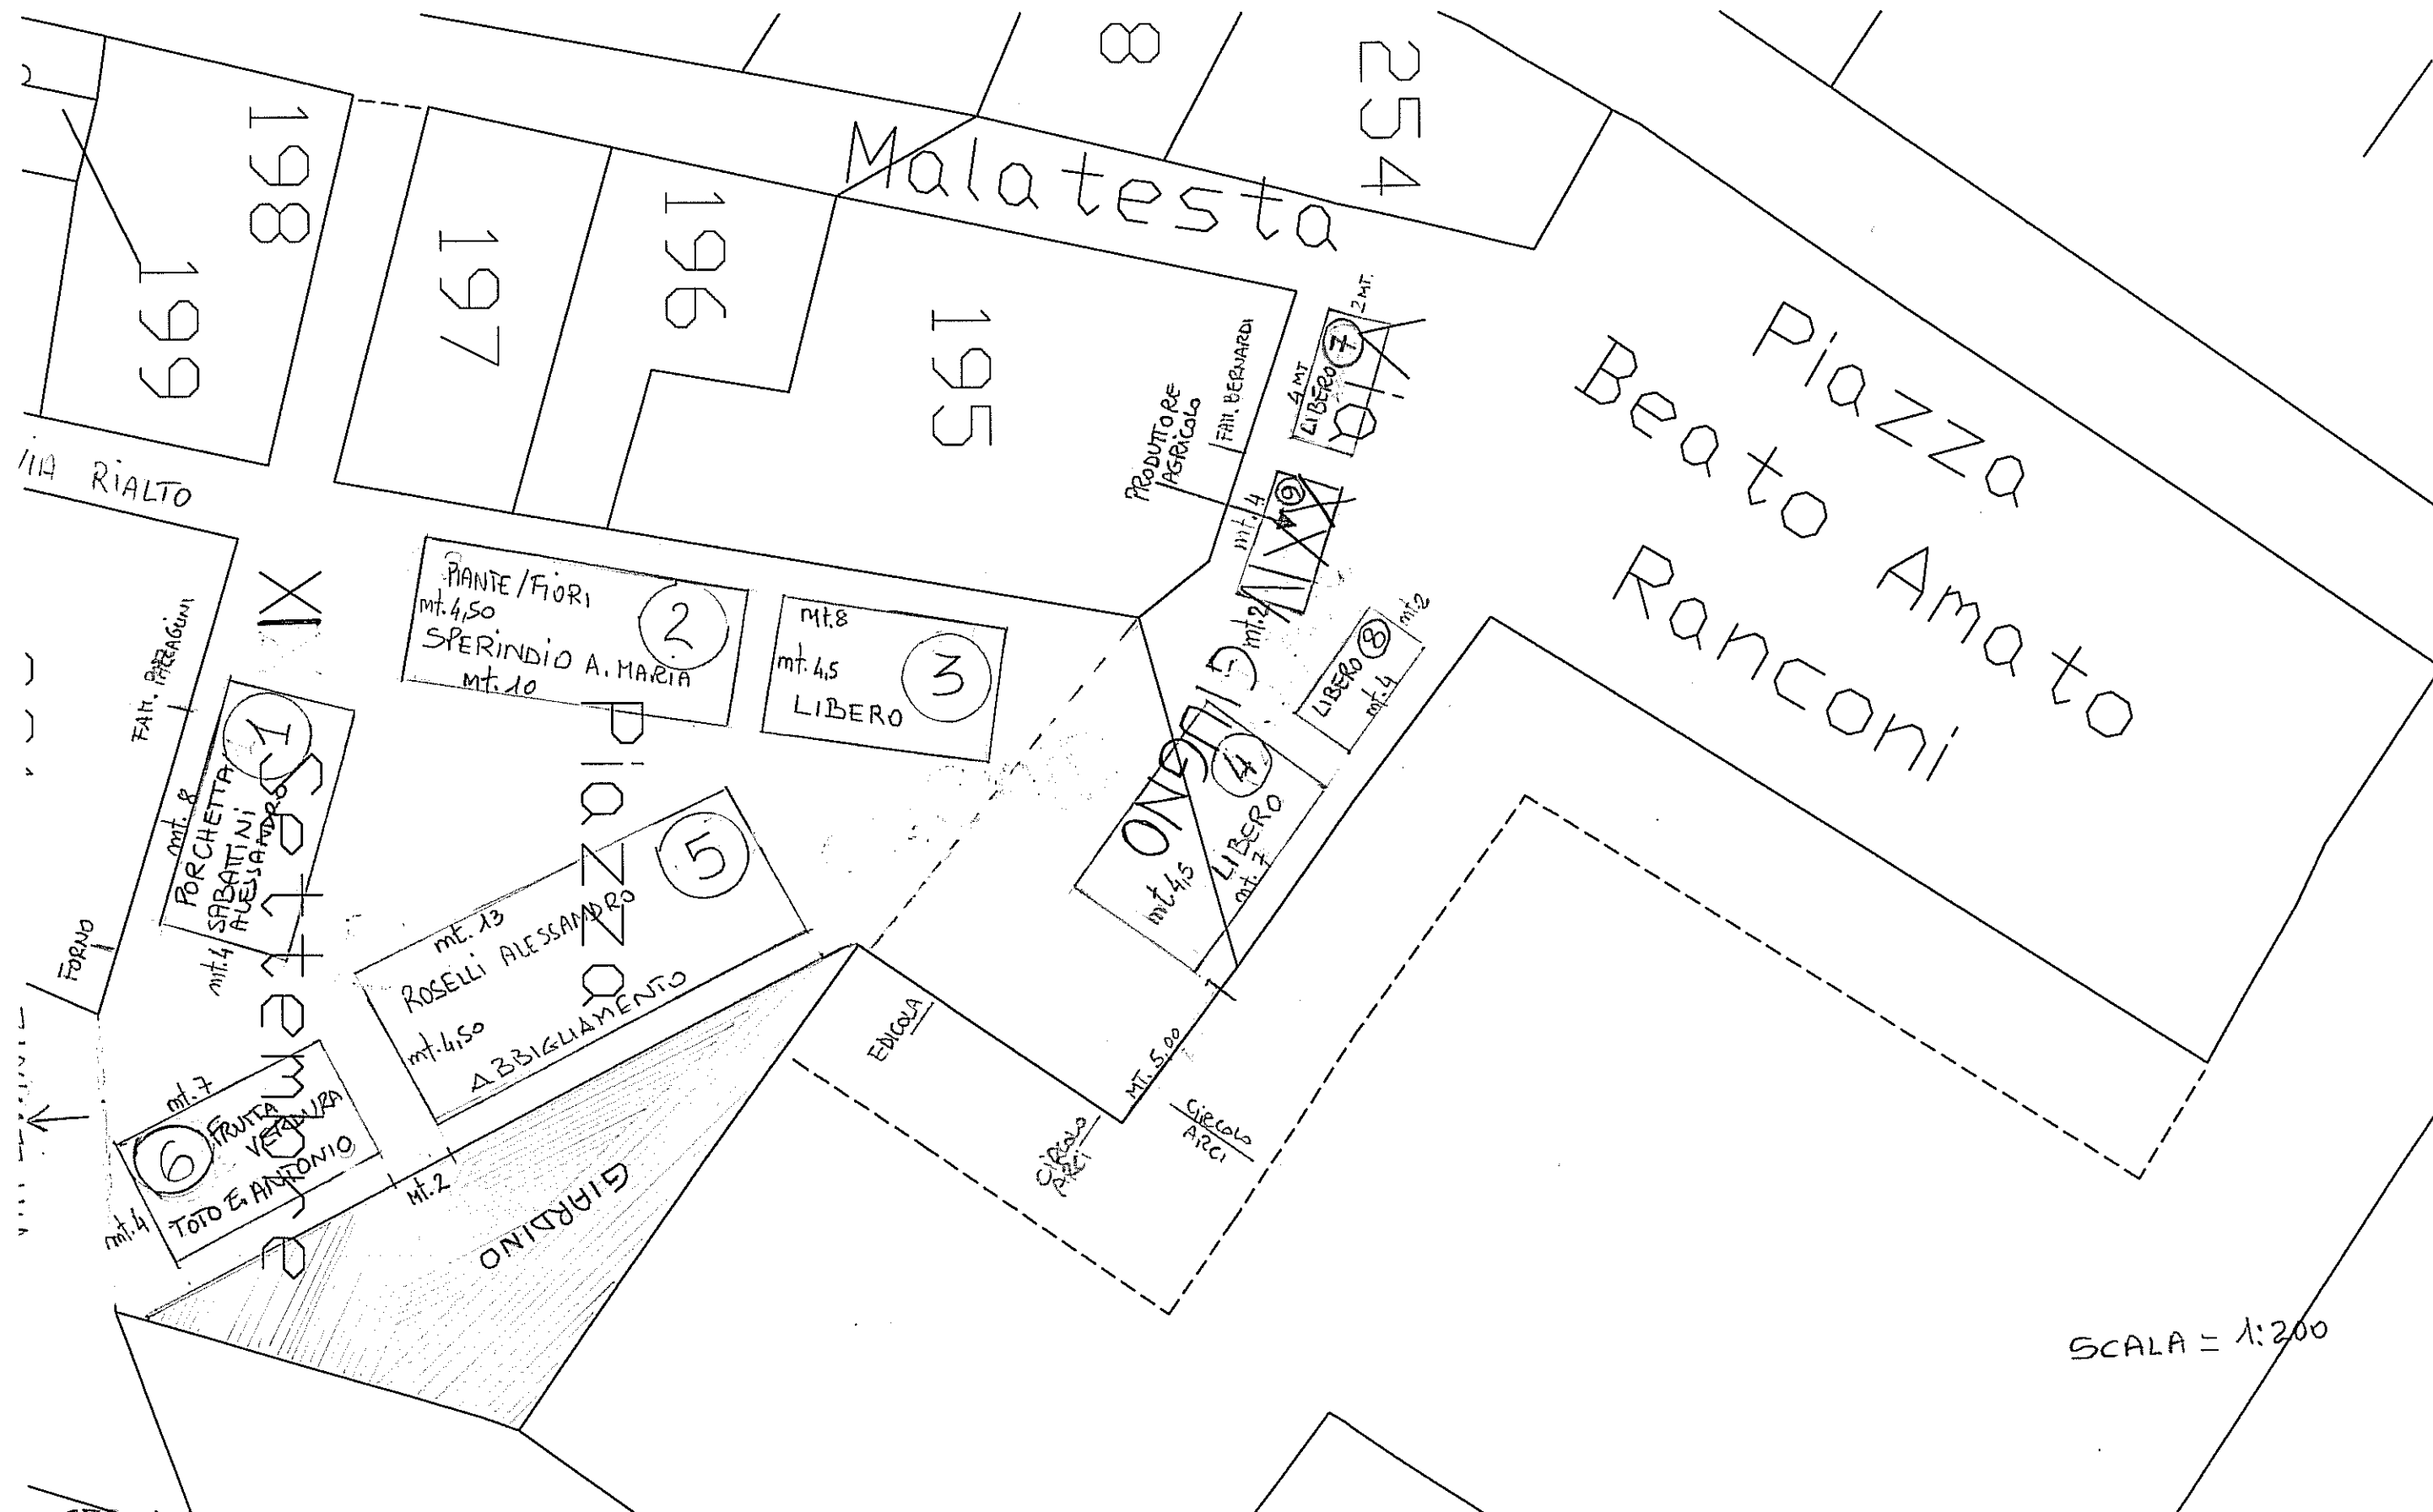 8
254
198
199
197
196
195
Malatesta
Via
Piazza
Beato Amato
Ranconi
RIALTO
2 MT.
7
4 MT
LIBERO
FAM. BERNARDI
PRODUTTORE
AGRICOLO
9
mt. 4
mt. 2
XXIV
GIUGNO
8
mt. 2
LIBERO
mt. 4
XI
Settembre
Piazza
PIANTE/FIORI
mt. 4,50
2
SPERINDIO A. MARIA
mt. 10
mt. 8
mt. 4,5
3
LIBERO
FAM.
1
mt. 8
PORCHETTA
SABATTINI
ALESSANDRO
mt. 4
FORNO
4
LIBERO
mt. 4,5
mt. 7
5
mt. 13
ROSELLI ALESSANDRO
mt. 4,50
ABBIGLIAMENTO
mt. 7
6
FRUTTA
VERDURA
TOTO E. ANTONIO
mt. 4
Mt. 2
GIARDINO
EDICOLA
MT. 5,00
CIRCOLO
ARCI
CIRCOLO
ARCI
SCALA = 1:200